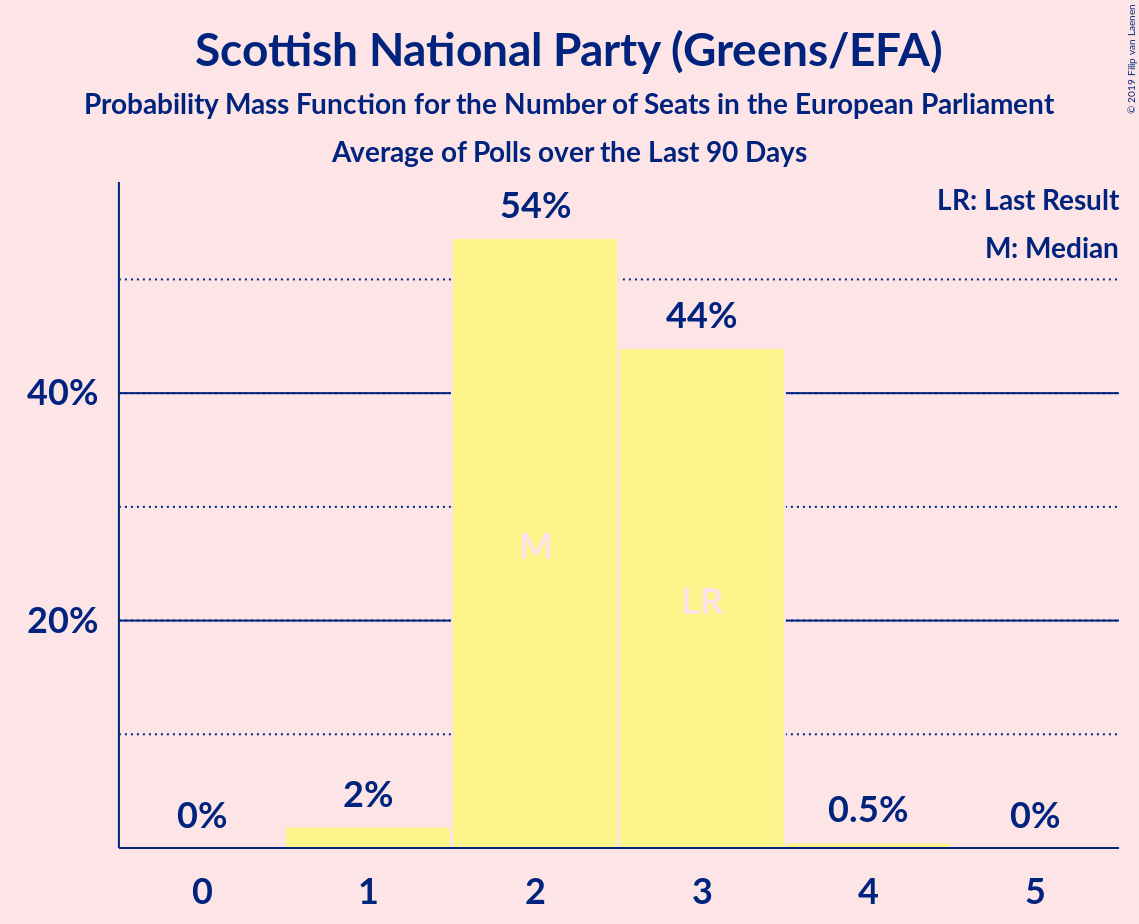 Scottish National Party (Greens/EFA)
Probability Mass Function for the Number of Seats in the European Parliament
Average of Polls over the Last 90 Days
© 2019 Filip van Laenen
LR: Last Result
M: Median
54%
44%
40%
M
LR
20%
2%
0.5%
0%
0%
0 1 2 3 4 5